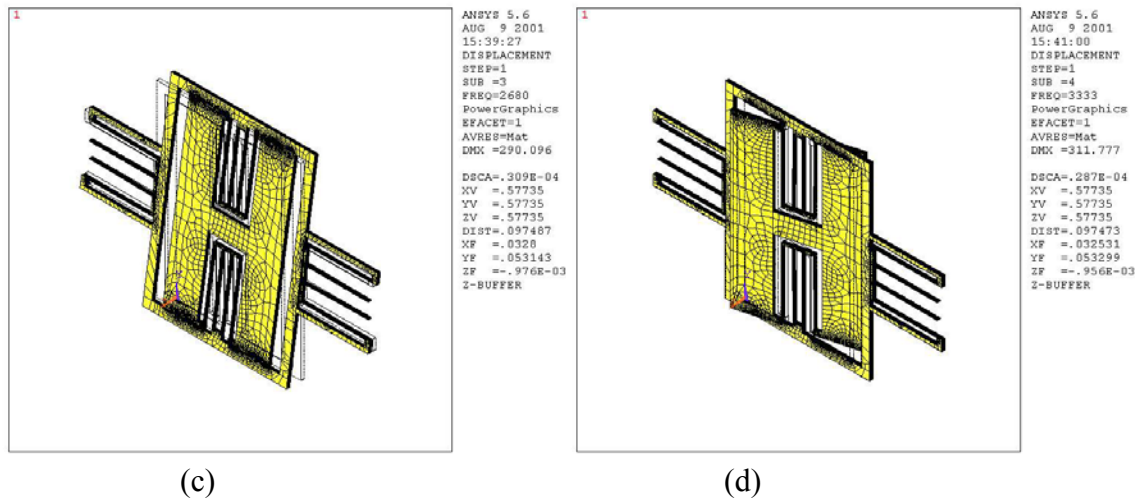 1
ANSYS 5.6
AUG 9 2001
15:39:27
DISPLACEMENT
STEP=1
SUB =3
FREQ=2680
PowerGraphics
EFACET=1
AVRES=Mat
DMX =290.096
DSCA=.309E-04
XV =.57735
YV =.57735
ZV =.57735
DIST=.097487
XF =.0328
YF =.053143
ZF =-.976E-03
Z-BUFFER
(c)
1
ANSYS 5.6
AUG 9 2001
15:41:00
DISPLACEMENT
STEP=1
SUB =4
FREQ=3333
PowerGraphics
EFACET=1
AVRES=Mat
DMX =311.777
DSCA=.287E-04
XV =.57735
YV =.57735
ZV =.57735
DIST=.097473
XF =.032531
YF =.053299
ZF =-.956E-03
Z-BUFFER
(d)